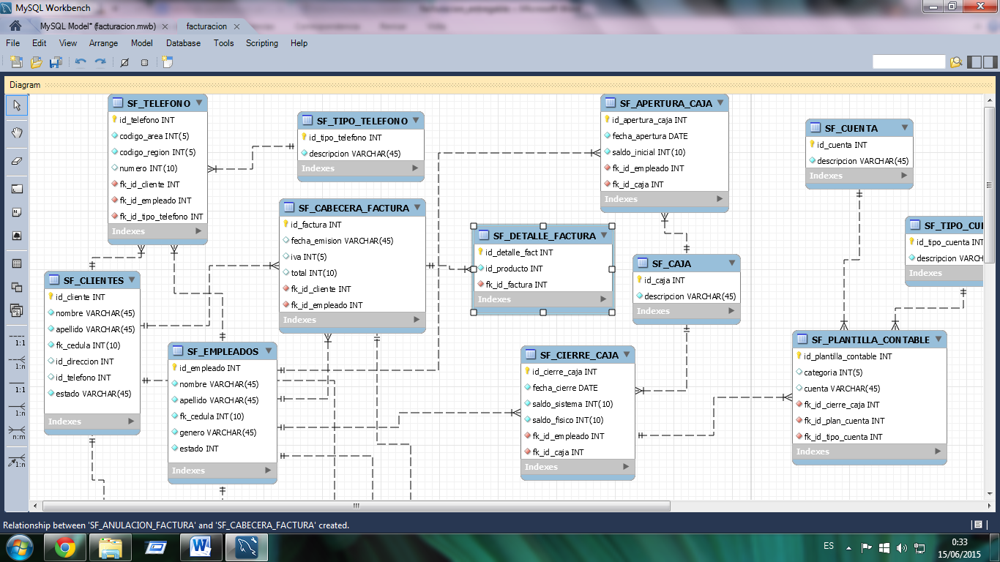 MySQL Workbench
MySQL Model* (facturacion.mwb)
facturacion
File Edit View Arrange Model Database Tools Scripting Help
Diagram
SF_TELEFONO
id_telefono INT
codigo_area INT(5)
codigo_region INT(5)
numero INT(10)
fk_id_cliente INT
fk_id_empleado INT
fk_id_tipo_telefono INT
Indexes
SF_TIPO_TELEFONO
id_tipo_telefono INT
descripcion VARCHAR(45)
Indexes
SF_APERTURA_CAJA
id_apertura_caja INT
fecha_apertura DATE
saldo_inicial INT(10)
fk_id_empleado INT
fk_id_caja INT
Indexes
SF_CUENTA
id_cuenta INT
descripcion VARCHAR(45)
Indexes
SF_CABECERA_FACTURA
id_factura INT
fecha_emision VARCHAR(45)
iva INT(5)
total INT(10)
fk_id_cliente INT
fk_id_empleado INT
Indexes
SF_DETALLE_FACTURA
id_detalle_fact INT
id_producto INT
fk_id_factura INT
Indexes
SF_TIPO_CUE
id_tipo_cuenta INT
descripcion VARCH
Indexes
SF_CAJA
id_caja INT
descripcion VARCHAR(45)
Indexes
SF_CLIENTES
id_cliente INT
nombre VARCHAR(45)
apellido VARCHAR(45)
fk_cedula INT(10)
id_direccion INT
id_telefono INT
estado VARCHAR(45)
Indexes
SF_EMPLEADOS
id_empleado INT
nombre VARCHAR(45)
apellido VARCHAR(45)
fk_cedula INT(10)
genero VARCHAR(45)
estado INT
Indexes
SF_CIERRE_CAJA
id_cierre_caja INT
fecha_cierre DATE
saldo_sistema INT(10)
saldo_fisico INT(10)
fk_id_empleado INT
fk_id_caja INT
Indexes
SF_PLANTILLA_CONTABLE
id_plantilla_contable INT
categoria INT(5)
cuenta VARCHAR(45)
fk_id_cierre_caja INT
fk_id_plan_cuenta INT
fk_id_tipo_cuenta INT
Indexes
1:1
1:n
1:1
1:n
n:m
1:n
Relationship between 'SF_ANULACION_FACTURA' and 'SF_CABECERA_FACTURA' created.
ES
0:33
15/06/2015